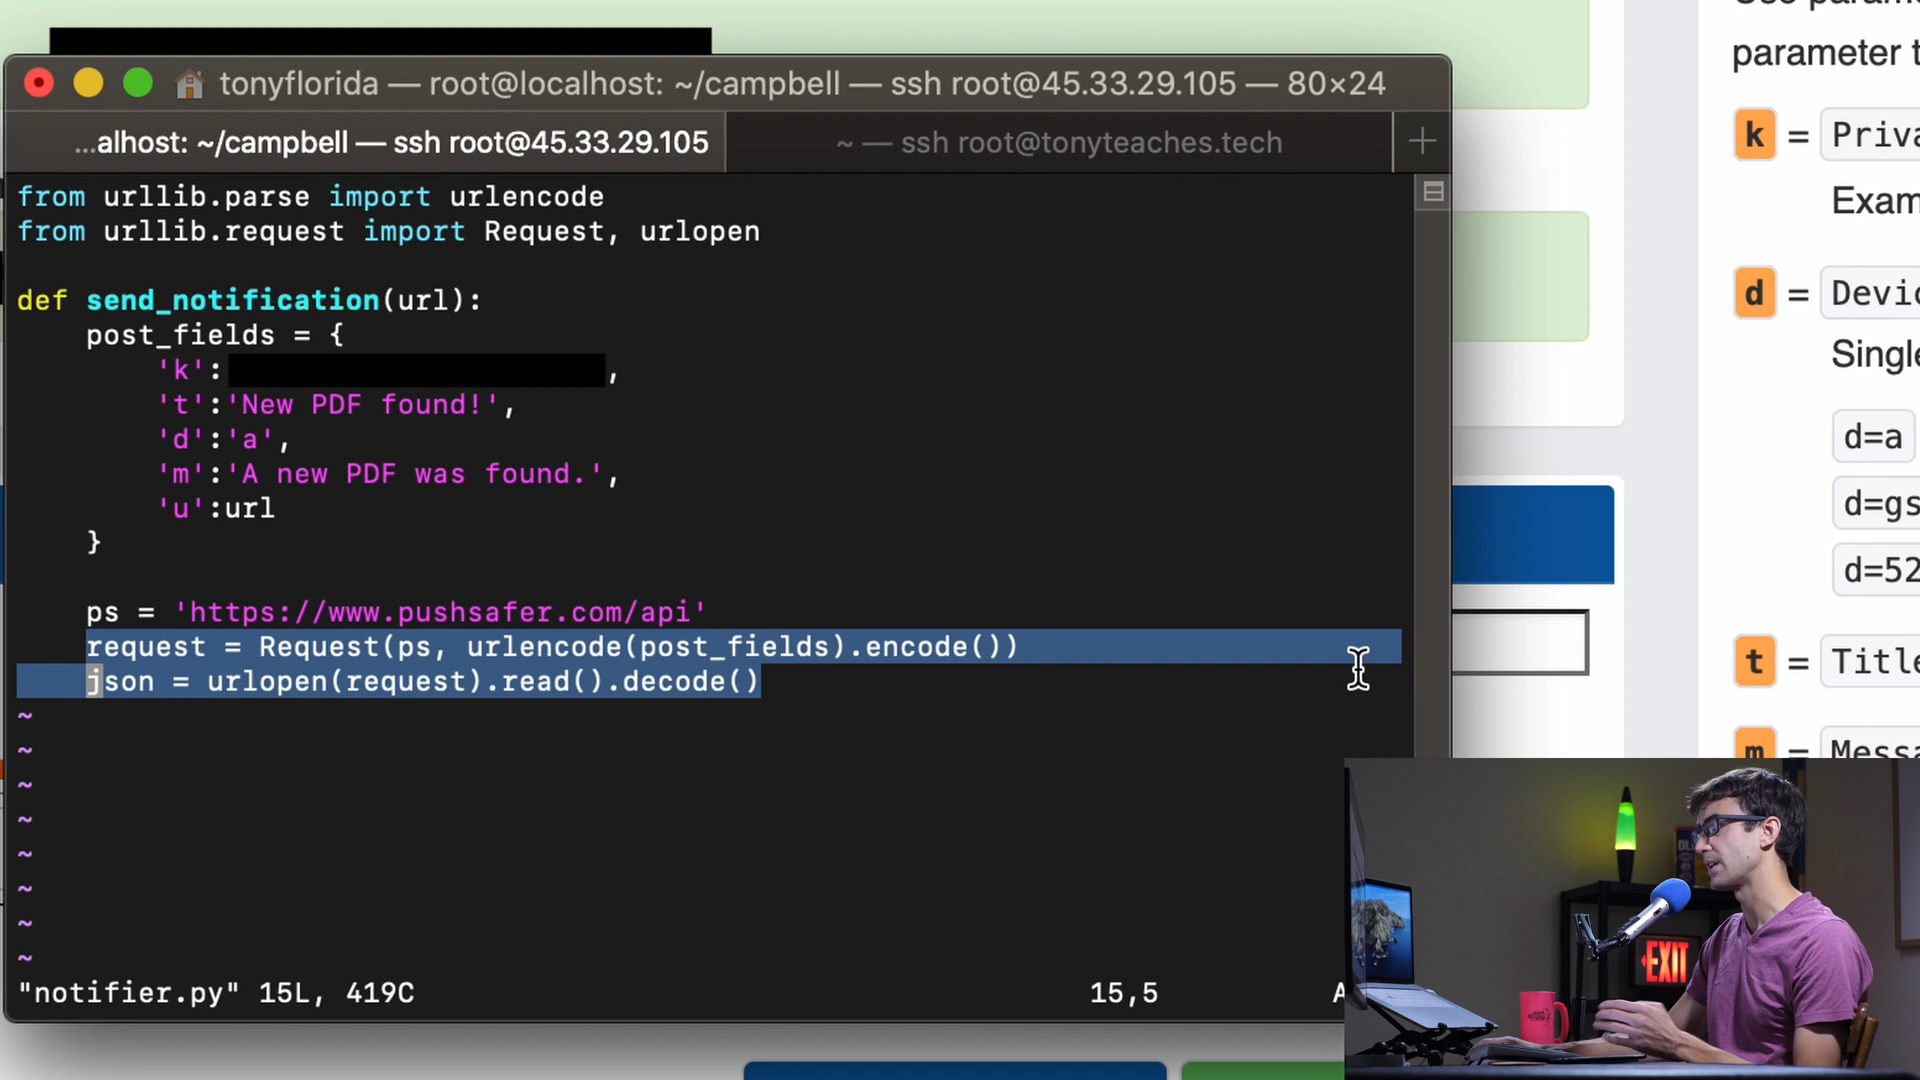 tonyflorida — root@localhost: ~/campbell — ssh root@45.33.29.105 — 80×24
...alhost: ~/campbell — ssh root@45.33.29.105
~ — ssh root@tonyteaches.tech
from urllib.parse import urlencode
from urllib.request import Request, urlopen
def send_notification(url):
post_fields = {
'k': ,
't':'New PDF found!',
'd':'a',
'm':'A new PDF was found.',
'u':url
}
ps = 'https://www.pushsafer.com/api'
request = Request(ps, urlencode(post_fields).encode())
json = urlopen(request).read().decode()
~
~
~
~
~
~
~
~
"notifier.py" 15L, 419C 15,5
parameter t
k = Priva
Exam
d = Devic
Single
d=a
d=gs
d=52
t = Title
m = Messa
EXIT